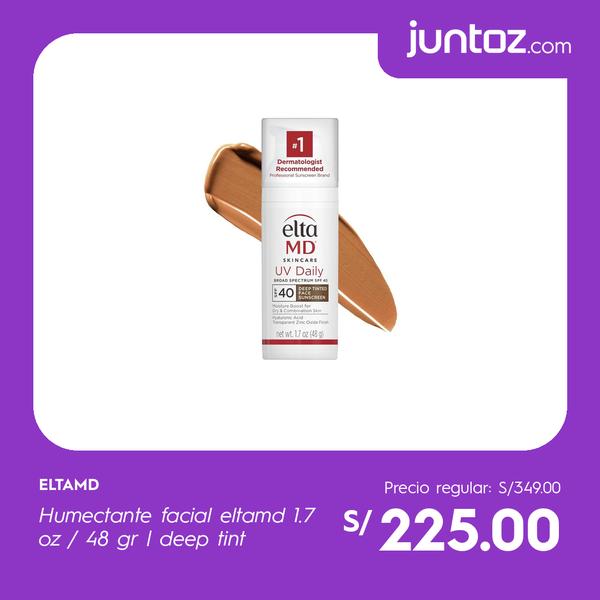 juntoz.com
#1
Dermatologist
Recommended
Professional Sunscreen Brand
elta
MD
SKINCARE
UV Daily
BROAD SPECTRUM SPF 40
SPF 40
DEEP TINTED
FACE
SUNSCREEN
Moisture Boost for
Dry & Combination Skin
Hyaluronic Acid
Transparent Zinc Oxide Finish
net wt. 1.7 oz (48 g)
ELTAMD
Humectante facial eltamd 1.7
oz / 48 gr | deep tint
Precio regular: S/349.00
S/ 225.00